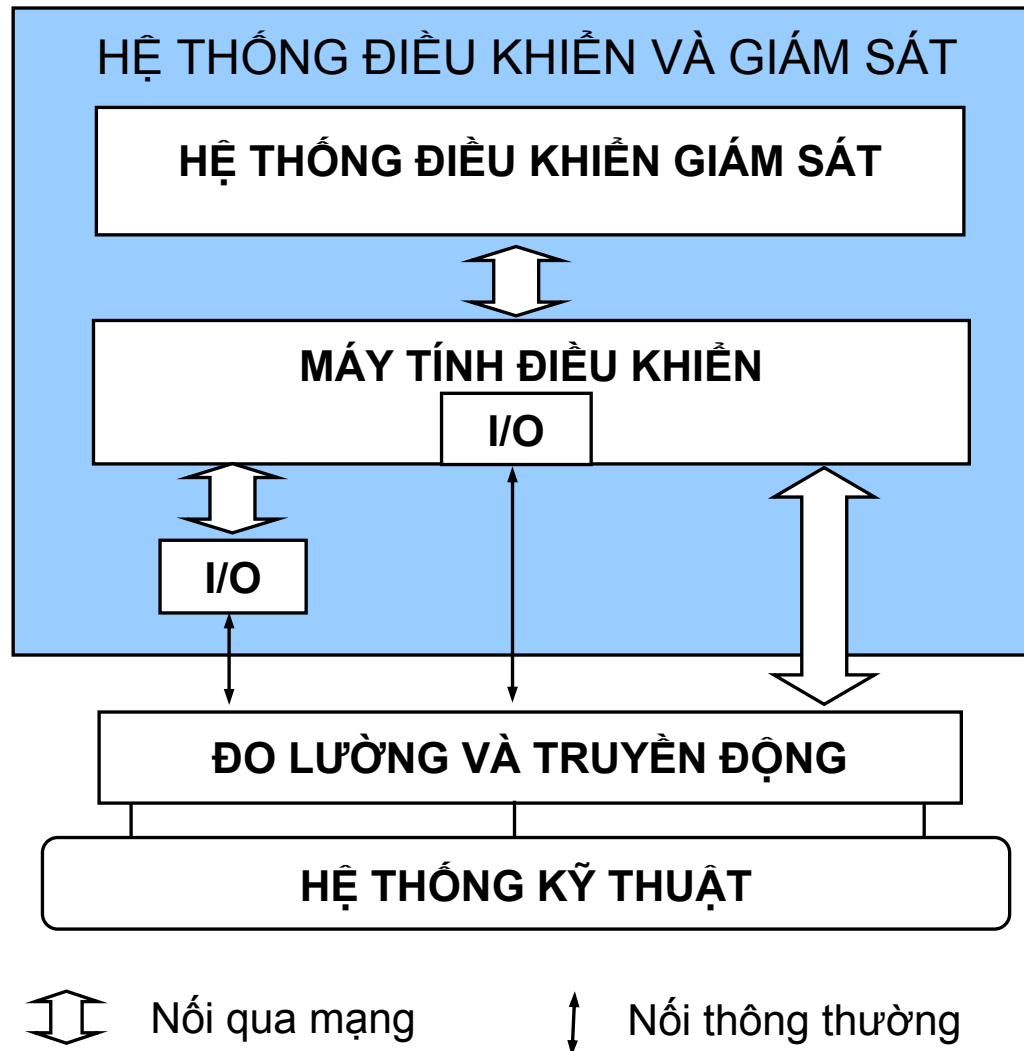 HỆ THỐNG ĐIỀU KHIỂN VÀ GIÁM SÁT
HỆ THỐNG ĐIỀU KHIỂN GIÁM SÁT
MÁY TÍNH ĐIỀU KHIỂN
I/O
I/O
ĐO LƯỜNG VÀ TRUYỀN ĐỘNG
HỆ THỐNG KỸ THUẬT
Nối qua mạng
Nối thông thường